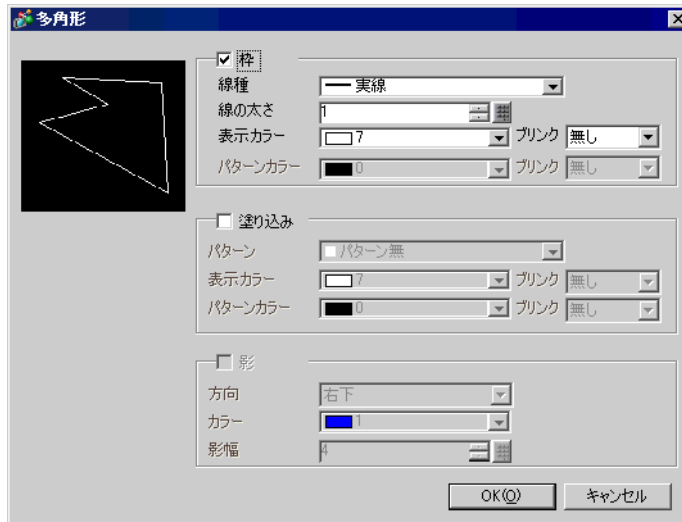 多角形
枠
線種 実線
線の太さ 1
表示カラー 7 ブリンク 無し
パターンカラー 0 ブリンク 無し
塗り込み
パターン パターン無
表示カラー 7 ブリンク 無し
パターンカラー 0 ブリンク 無し
影
方向 右下
カラー 1
影幅 4
OK(O) キャンセル